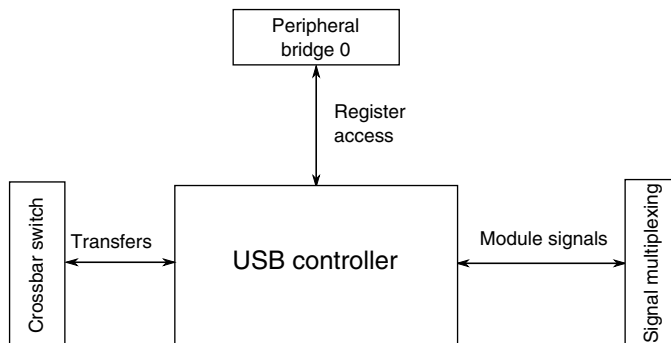 Peripheral
bridge 0
Register
access
Crossbar switch
Transfers
USB controller
Module signals
Signal multiplexing